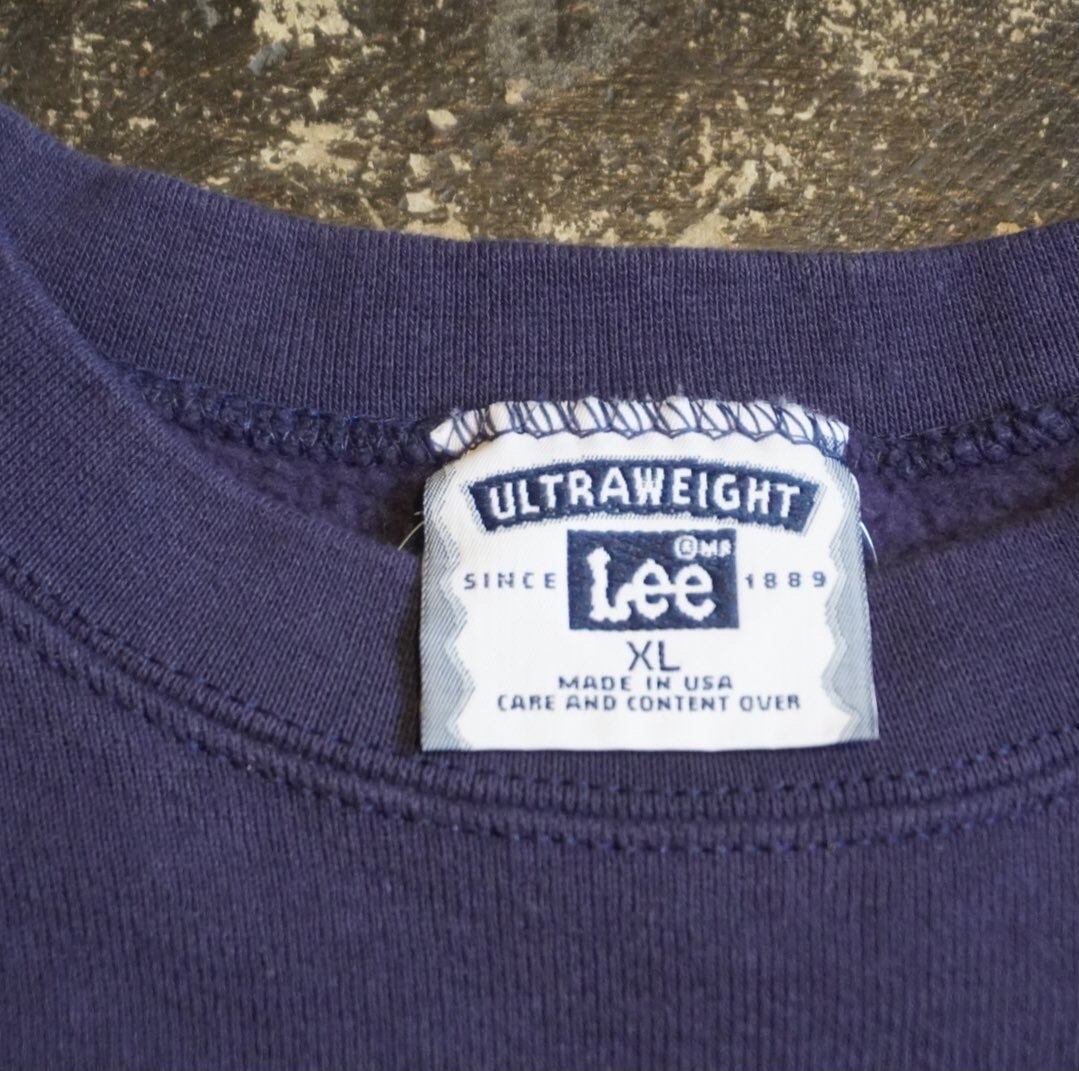 ULTRAWEIGHT
® MR
SINCE Lee 1889
XL
MADE IN USA
CARE AND CONTENT OVER